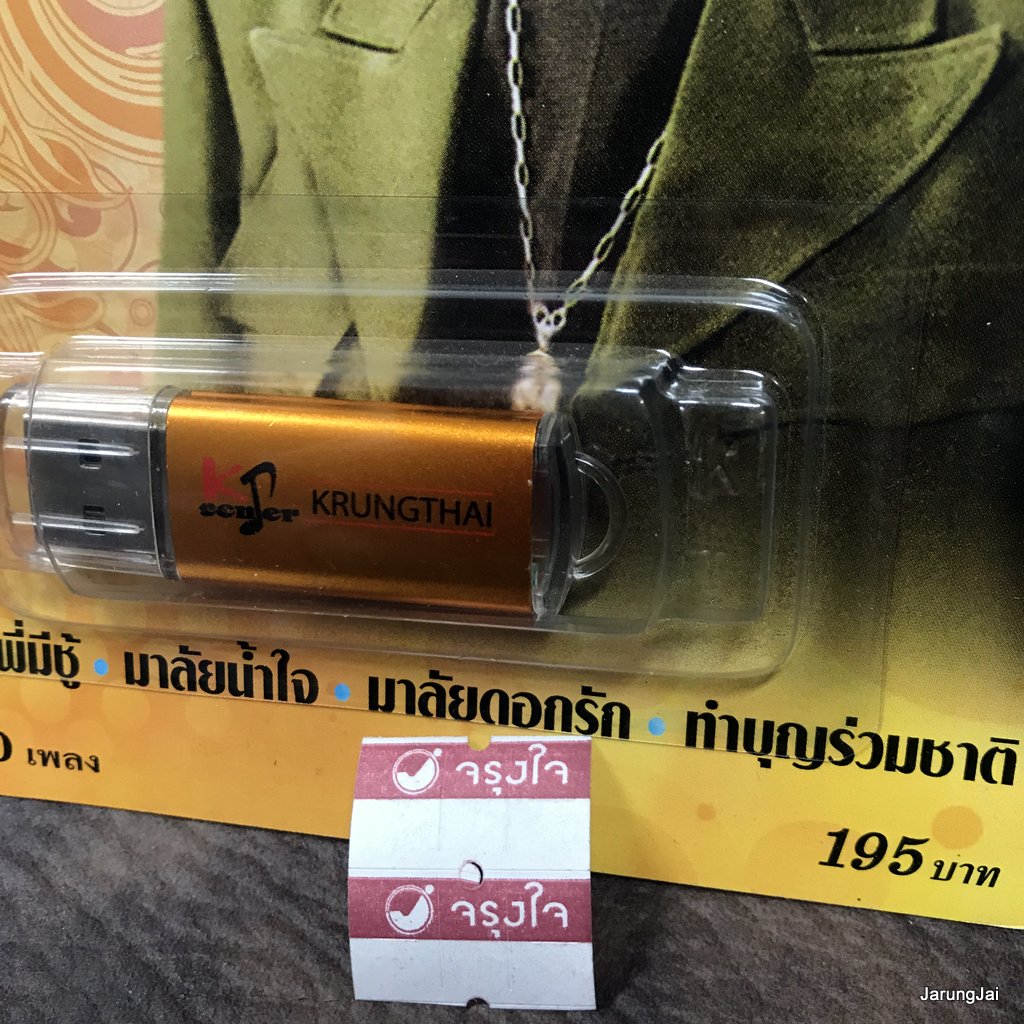 K
center KRUNGTHAI
พี่มีชู้ • มาลัยน้ำใจ • มาลัยดอกรัก • ทำบุญร่วมชาติ
เพลง
จรุงใจ
195 บาท
จรุงใจ
JarungJai